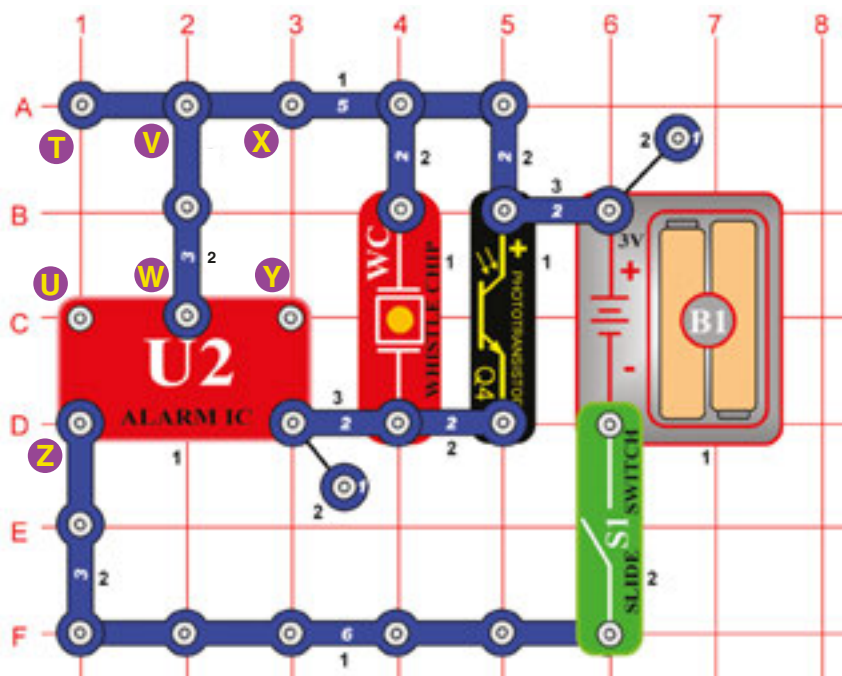 1 2 3 4 5 6 7 8
A
1
5
T V X
2 2
2 2
2 1
3
2
B
3V
+
WC
WHISTLE CHIP
1
+
PHOTOTRANSISTOR
Q4
1
3
2
U W Y
C
U2
ALARM IC
B1
-
D
3
2
2
2
Z
1
1
2
1
E
S1
SLIDE SWITCH
3
2
2
F
6
1